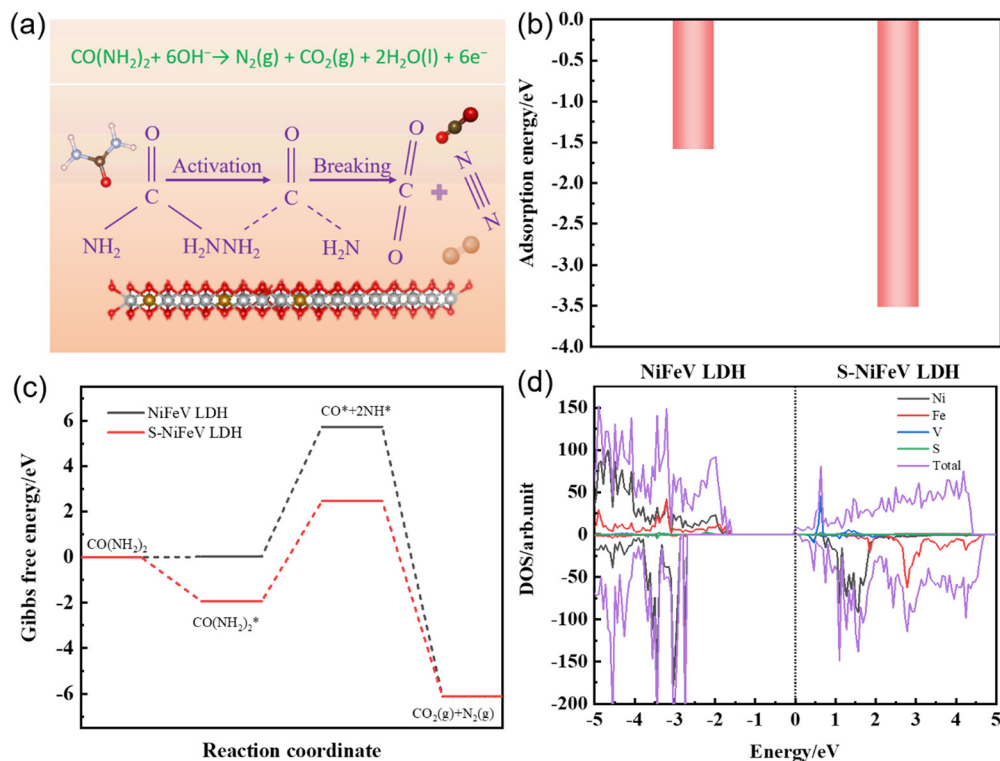 (a)
CO(NH₂)₂+ 6OH⁻→ N₂(g) + CO₂(g) + 2H₂O(l) + 6e⁻
O O O N
Activation Breaking
C C C + N
NH₂ H₂NNH₂ H₂N O
(b)
Adsorption energy/eV
0.0
-0.5
-1.0
-1.5
-2.0
-2.5
-3.0
-3.5
-4.0
NiFeV LDH S-NiFeV LDH
(c)
Gibbs free energy/eV
6
4
2
0
-2
-4
-6
NiFeV LDH
S-NiFeV LDH
CO(NH₂)₂
CO(NH₂)₂*
CO*+2NH*
CO₂(g)+N₂(g)
Reaction coordinate
(d)
DOS/arb.unit
150
100
50
0
-50
-100
-150
-200
Ni
Fe
V
S
Total
-5 -4 -3 -2 -1 0 1 2 3 4 5
Energy/eV